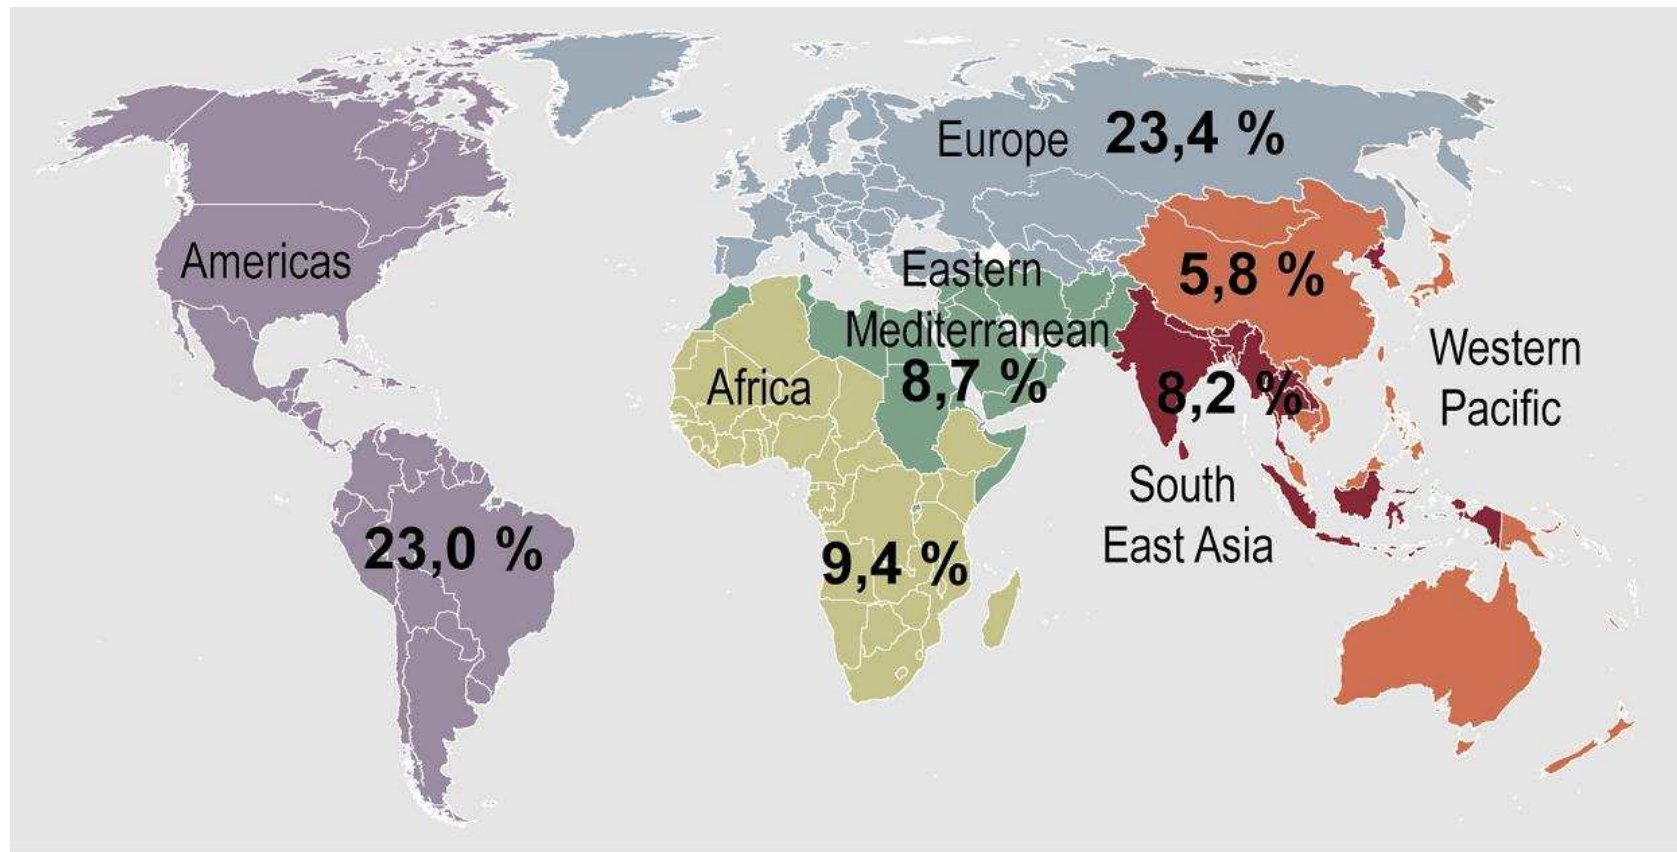 Europe 23,4 %
Americas
5,8 %
Eastern
Mediterranean
8,7 %
Western
Pacific
Africa
8,2 %
South
East Asia
23,0 %
9,4 %